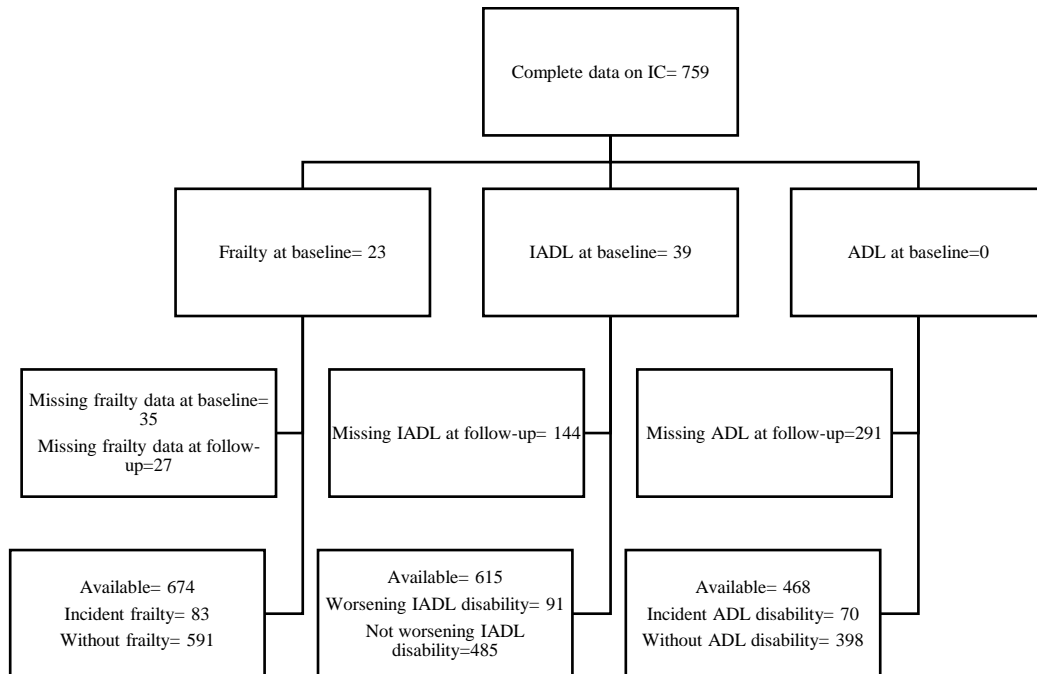 Complete data on IC= 759
Frailty at baseline= 23
IADL at baseline= 39
ADL at baseline=0
Missing frailty data at baseline=
35
Missing frailty data at follow-
up=27
Missing IADL at follow-up= 144
Missing ADL at follow-up=291
Available= 674
Incident frailty= 83
Without frailty= 591
Available= 615
Worsening IADL disability= 91
Not worsening IADL
disability=485
Available= 468
Incident ADL disability= 70
Without ADL disability= 398